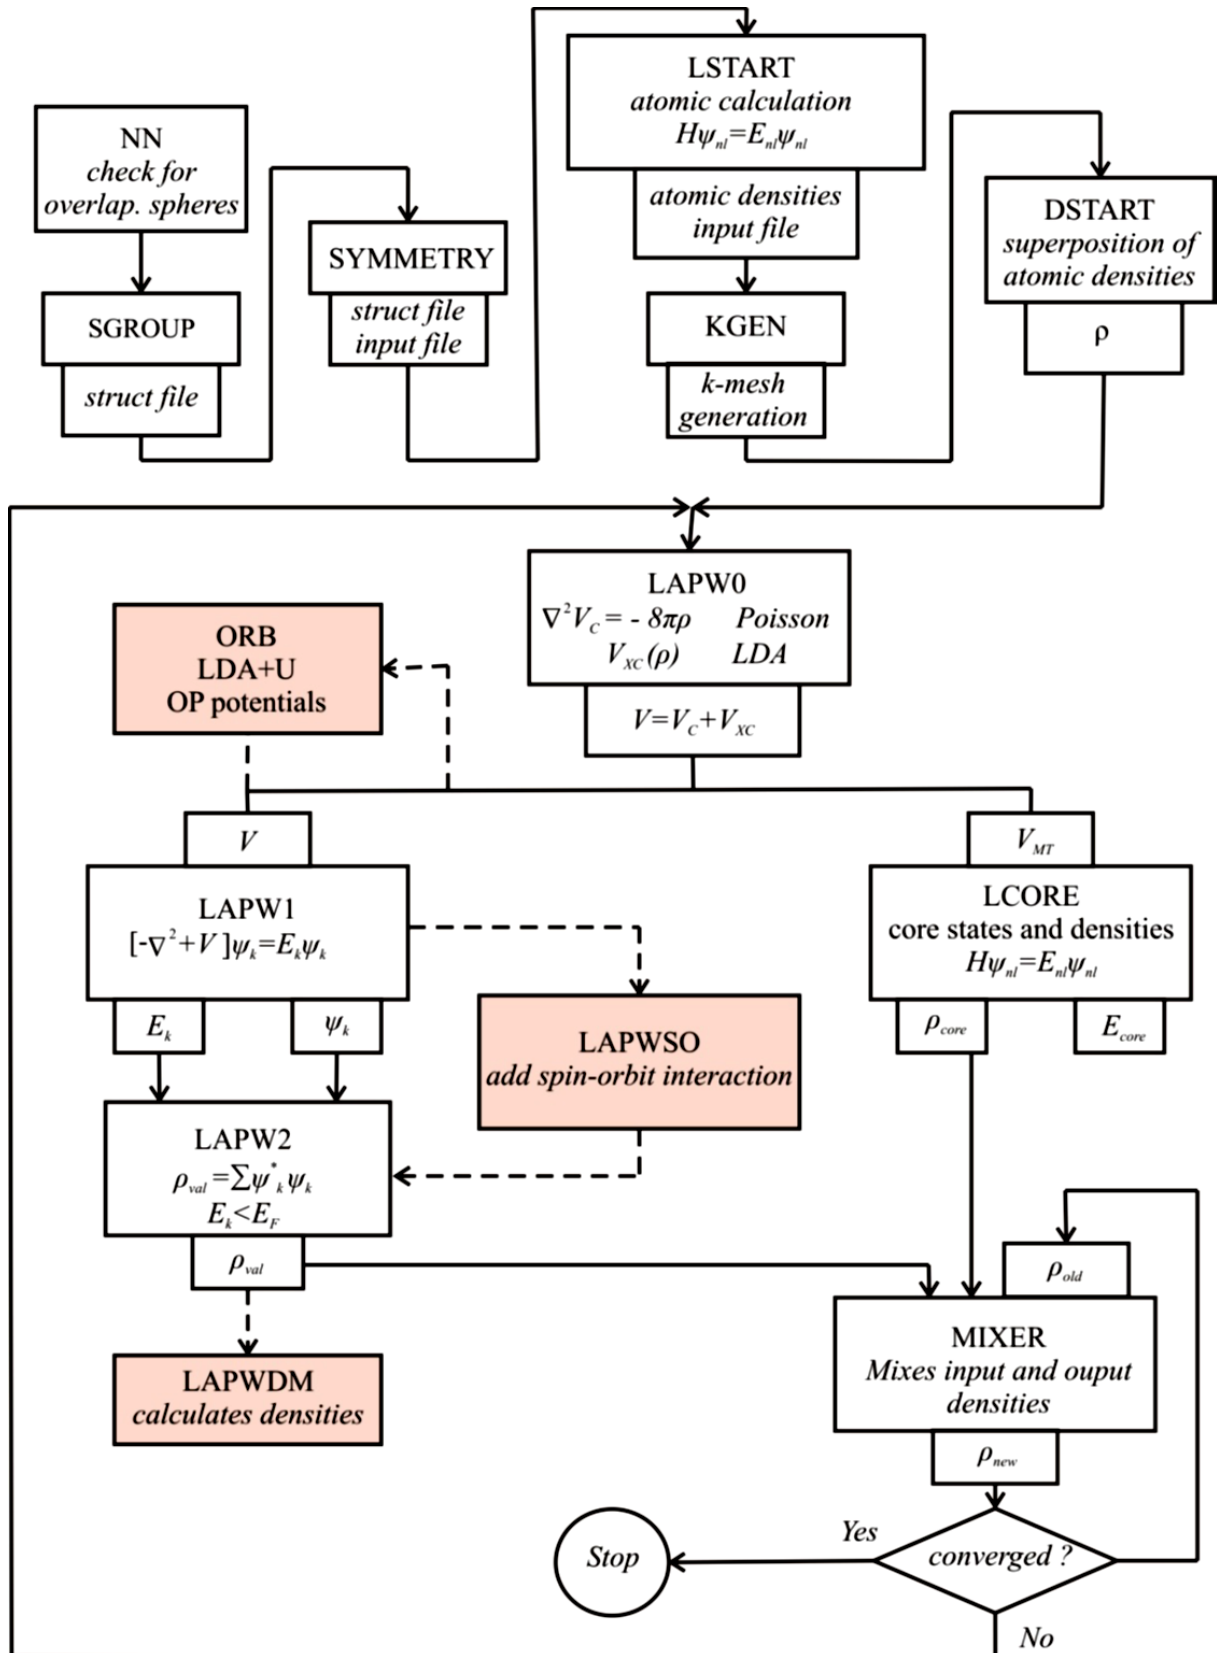 NN
check for
overlap. spheres
SGROUP
struct file
SYMMETRY
struct file
input file
LSTART
atomic calculation
Hψnl=Enlψnl
atomic densities
input file
KGEN
k-mesh
generation
DSTART
superposition of
atomic densities
ρ
LAPW0
∇²VC = - 8πρ Poisson
VXC(ρ) LDA
V=VC+VXC
ORB
LDA+U
OP potentials
V
LAPW1
[-∇²+V]ψk=Ekψk
Ek
ψk
LAPWSO
add spin-orbit interaction
LAPW2
ρval=∑ψ*kψk
Ek<EF
ρval
LAPWDM
calculates densities
VMT
LCORE
core states and densities
Hψnl=Enlψnl
ρcore
Ecore
ρold
MIXER
Mixes input and ouput
densities
ρnew
converged ?
Yes
Stop
No